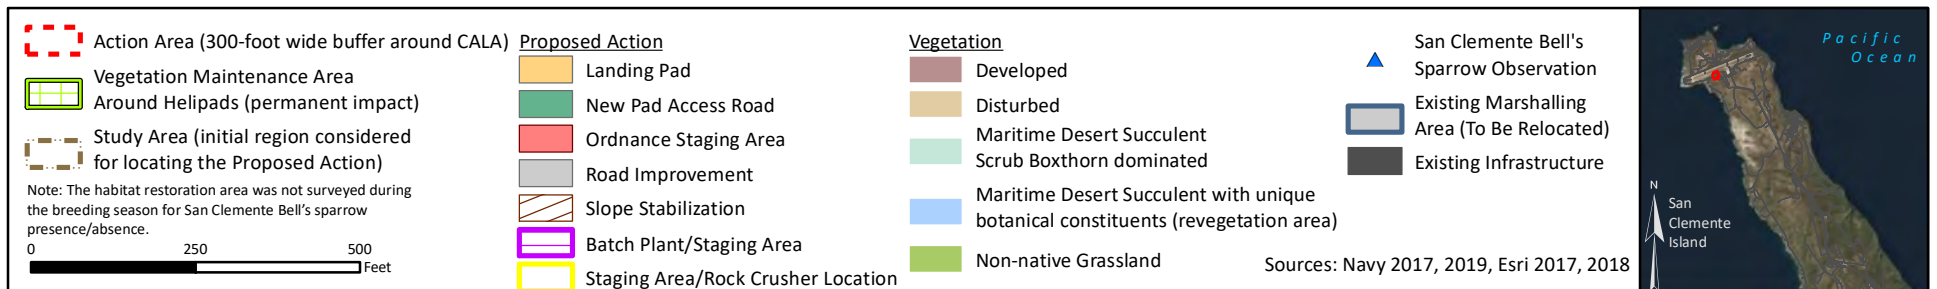 Action Area (300-foot wide buffer around CALA)
Vegetation Maintenance Area
Around Helipads (permanent impact)
Study Area (initial region considered
for locating the Proposed Action)
Note: The habitat restoration area was not surveyed during
the breeding season for San Clemente Bell’s sparrow
presence/absence.
0 250 500
Feet
Proposed Action
Landing Pad
New Pad Access Road
Ordnance Staging Area
Road Improvement
Slope Stabilization
Batch Plant/Staging Area
Staging Area/Rock Crusher Location
Vegetation
Developed
Disturbed
Maritime Desert Succulent
Scrub Boxthorn dominated
Maritime Desert Succulent with unique
botanical constituents (revegetation area)
Non-native Grassland
San Clemente Bell's
Sparrow Observation
Existing Marshalling
Area (To Be Relocated)
Existing Infrastructure
Sources: Navy 2017, 2019, Esri 2017, 2018
Pacific
Ocean
N
San
Clemente
Island